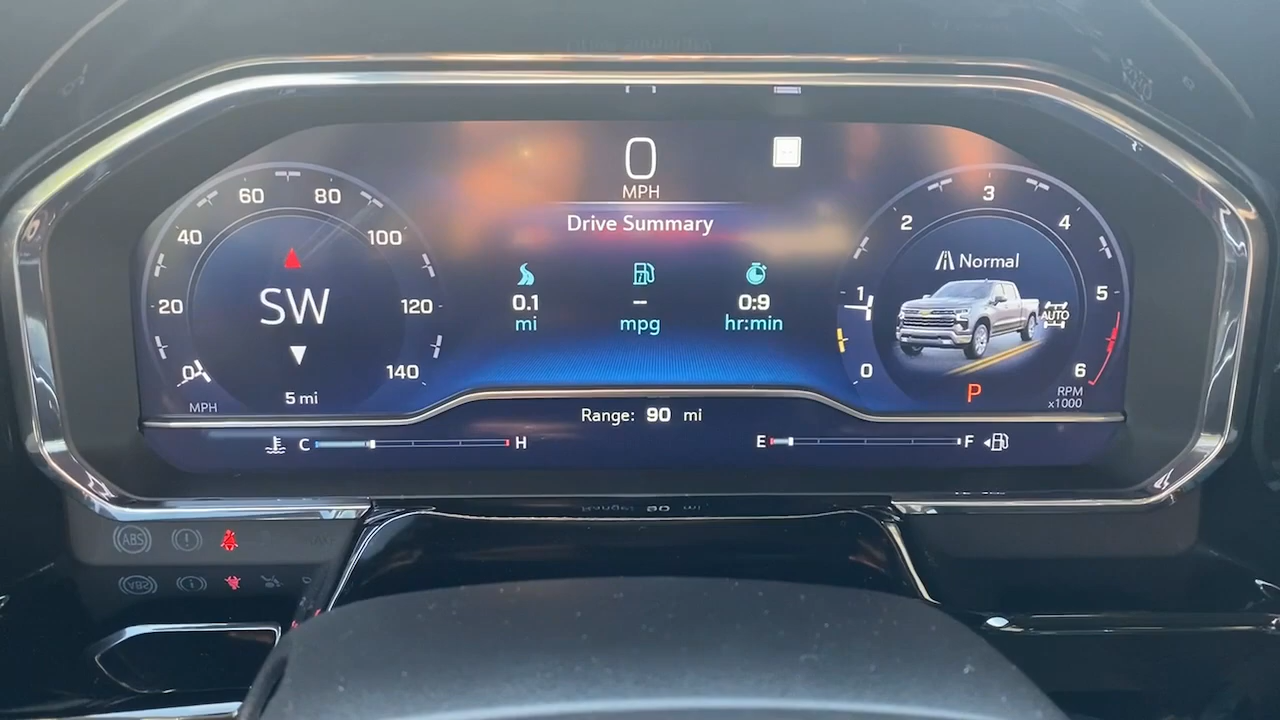 0
MPH
Drive Summary
0.1
mi
--
mpg
0:9
hr:min
0
20
40
60
80
100
120
140
MPH
SW
5 mi
0
1
2
3
4
5
6
RPM
x1000
Normal
AUTO
P
Range: 90 mi
C
H
E
F
ABS